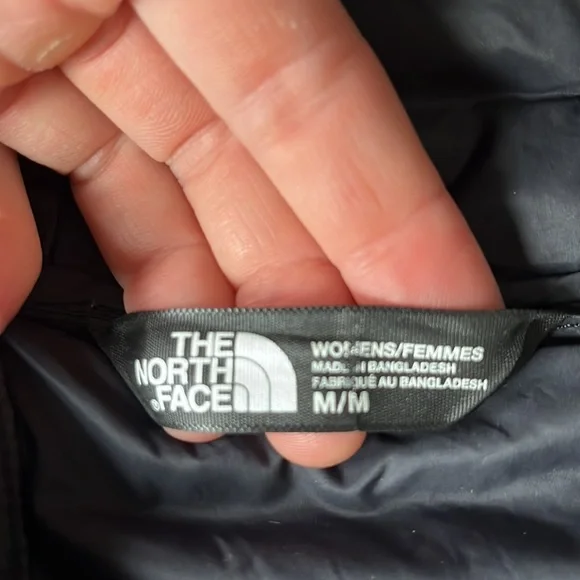 THE
NORTH
FACE
WOMENS/FEMMES
MADE IN BANGLADESH
FABRIQUÉ AU BANGLADESH
M/M